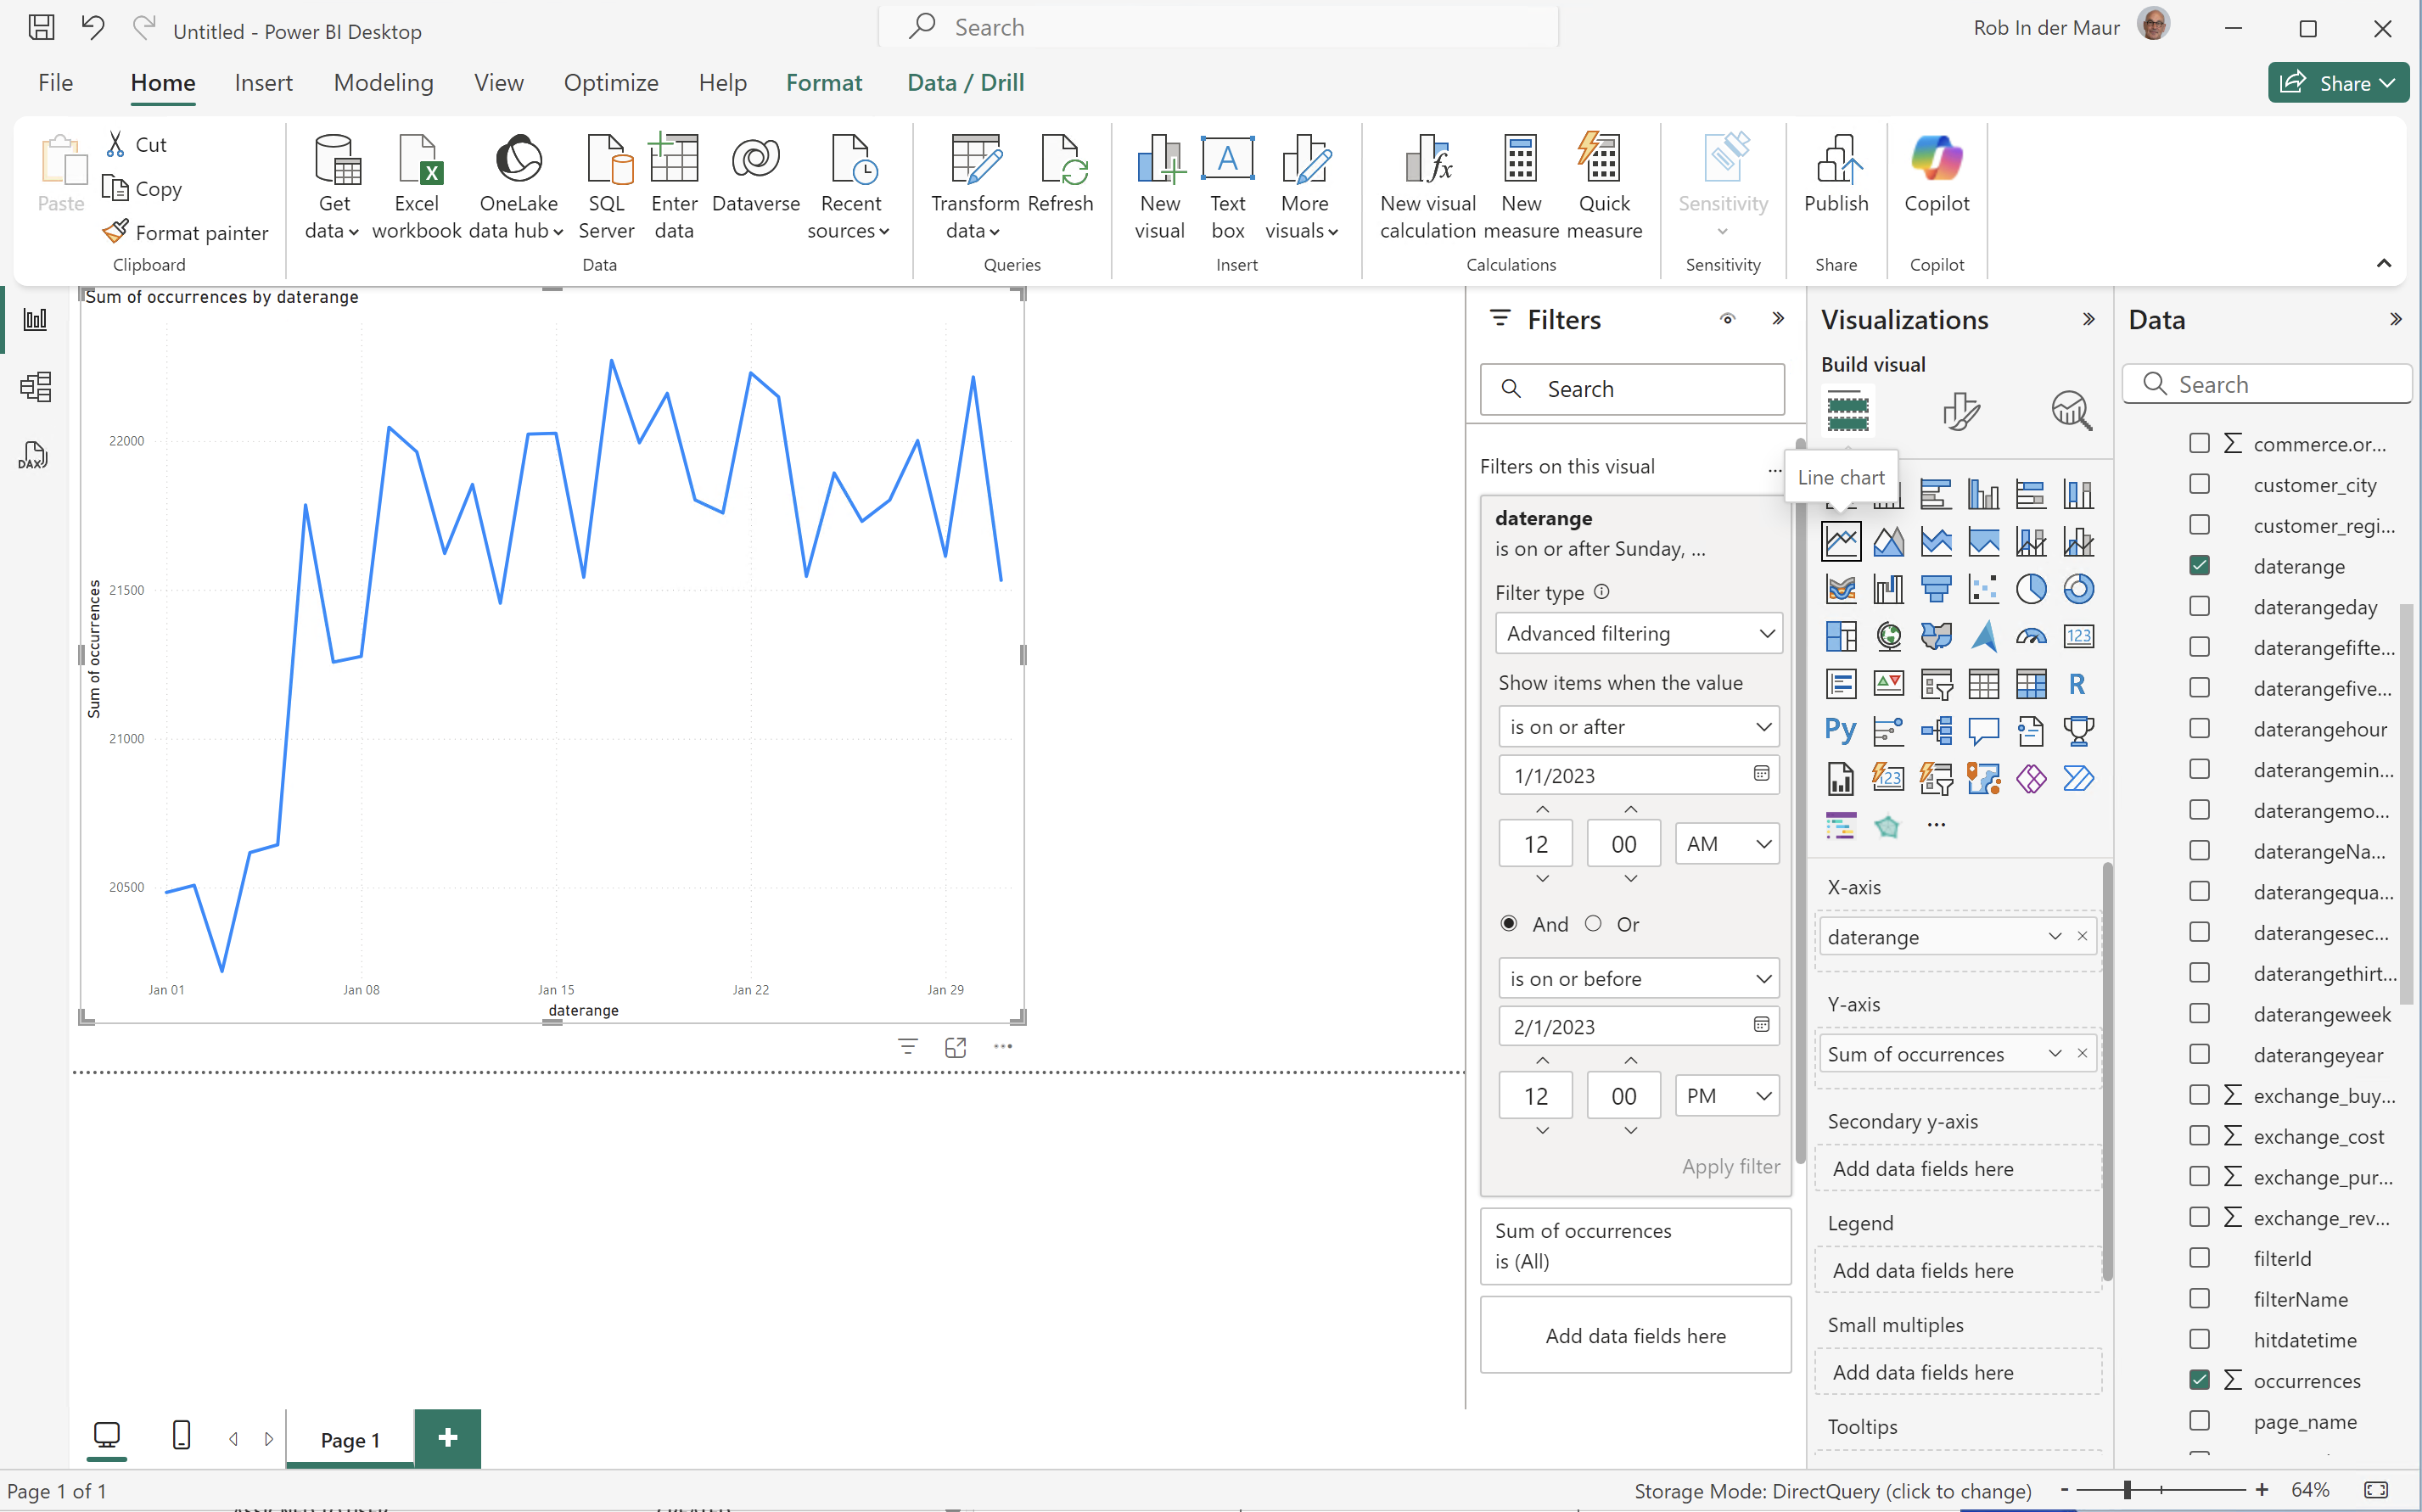 Untitled - Power BI Desktop
Search
Rob In der Maur
File
Home
Insert
Modeling
View
Optimize
Help
Format
Data / Drill
Share
Paste
Cut
Copy
Format painter
Clipboard
Get data
Excel workbook
OneLake data hub
SQL Server
Enter data
Dataverse
Recent sources
Data
Transform data
Refresh
Queries
New visual
Text box
More visuals
Insert
New visual calculation
New measure
Quick measure
Calculations
Sensitivity
Sensitivity
Publish
Share
Copilot
Copilot
DAX
Sum of occurrences by daterange
Sum of occurrences
22000
21500
21000
20500
Jan 01
Jan 08
Jan 15
Jan 22
Jan 29
daterange
Filters
Search
Filters on this visual
...
daterange
is on or after Sunday, ...
Filter type
Advanced filtering
Show items when the value
is on or after
1/1/2023
12
00
AM
And
Or
is on or before
2/1/2023
12
00
PM
Apply filter
Sum of occurrences
is (All)
Add data fields here
Visualizations
Build visual
Line chart
123
R
Py
123
...
X-axis
daterange
Y-axis
Sum of occurrences
Secondary y-axis
Add data fields here
Legend
Add data fields here
Small multiples
Add data fields here
Tooltips
Data
Search
commerce.or...
customer_city
customer_regi...
daterange
daterangeday
daterangefifte...
daterangefive...
daterangehour
daterangemin...
daterangemo...
daterangeNa...
daterangequa...
daterangesec...
daterangethirt...
daterangeweek
daterangeyear
exchange_buy...
exchange_cost
exchange_pur...
exchange_rev...
filterId
filterName
hitdatetime
occurrences
page_name
Page 1
+
Page 1 of 1
Storage Mode: DirectQuery (click to change)
-
+
64%